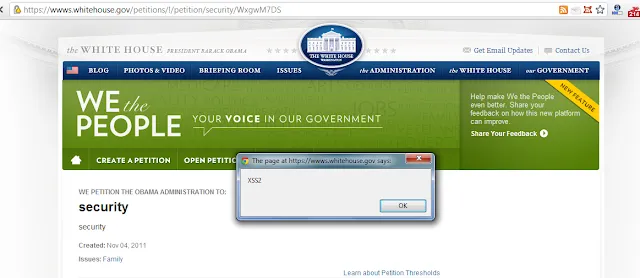 https://wwws.whitehouse.gov/petitions/!/petition/security/WxgwM7DS
214
the WHITE HOUSE PRESIDENT BARACK OBAMA
THE WHITE HOUSE
WASHINGTON
Get Email Updates | Contact Us
BLOG PHOTOS & VIDEO BRIEFING ROOM ISSUES the ADMINISTRATION the WHITE HOUSE our GOVERNMENT
WE the
PEOPLE
YOUR VOICE IN OUR GOVERNMENT
JOBS
Help make We the People
even better. Share your
feedback on how this new platform
can improve.
Share Your Feedback
NEW FEATURE
CREATE A PETITION OPEN PETITION
The page at https://wwws.whitehouse.gov says:
XSS2
OK
WE PETITION THE OBAMA ADMINISTRATION TO:
security
security
Created: Nov 04, 2011
Issues: Family
Learn about Petition Thresholds